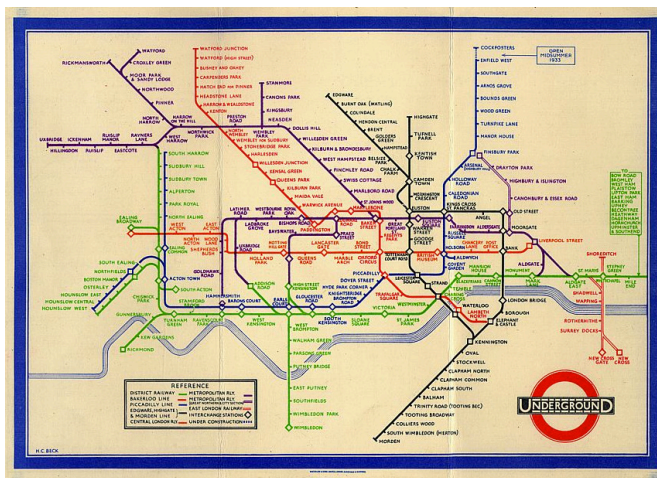 WATFORD
CROXLEY GREEN
RICKMANSWORTH
MOOR PARK
& SANDY LODGE
NORTHWOOD
PINNER
NORTH HARROW
HARROW
ON THE HILL
WEST
HARROW
NORTHWICK
PARK
PRESTON
ROAD
WEMBLEY
PARK
UXBRIDGE
ICKENHAM
RUISLIP
MANOR
RAYNERS
LANE
HILLINGDON
RUISLIP
EASTCOTE
WATFORD JUNCTION
WATFORD (HIGH STREET)
BUSHEY AND OXHEY
CARPENDERS PARK
HATCH END FOR PINNER
HEADSTONE LANE
HARROW & WEALDSTONE
KENTON
NORTH
WEMBLEY
WEMBLEY FOR SUDBURY
STONEBRIDGE PARK
HARLESDEN
WILLESDEN JUNCTION
KENSAL GREEN
QUEENS PARK
KILBURN PARK
MAIDA VALE
WARWICK AVENUE
STANMORE
CANONS PARK
KINGSBURY
NEASDEN
DOLLIS HILL
WILLESDEN GREEN
KILBURN & BRONDESBURY
WEST HAMPSTEAD
FINCHLEY ROAD
SWISS COTTAGE
MARLBORO ROAD
ST JOHNS WOOD
EDGWARE
BURNT OAK (WATLING)
COLINDALE
HENDON CENTRAL
BRENT
GOLDERS
GREEN
HAMPSTEAD
BELSIZE
PARK
CHALK
FARM
HIGHGATE
TUFNELL
PARK
KENTISH
TOWN
CAMDEN
TOWN
MORNINGTON
CRESCENT
EUSTON
COCKFOSTERS
ENFIELD WEST
SOUTHGATE
ARNOS GROVE
BOUNDS GREEN
WOOD GREEN
TURNPIKE LANE
MANOR HOUSE
FINSBURY PARK
OPEN
MIDSUMMER
1933
ARSENAL
HOLLOWAY
ROAD
CALEDONIAN
ROAD
KINGS CROSS
ST PANCRAS
DRAYTON PARK
HIGHBURY & ISLINGTON
CANONBURY & ESSEX ROAD
OLD STREET
ANGEL
MOORGATE
LIVERPOOL STREET
ALDGATE
SOUTH HARROW
SUDBURY HILL
SUDBURY TOWN
ALPERTON
PARK ROYAL
NORTH EALING
EALING
BROADWAY
WEST
ACTON
EAST
ACTON
NORTH
ACTON
WOOD
LANE
SHEPHERDS
BUSH
EALING
COMMON
ACTON TOWN
SOUTH ACTON
SOUTH EALING
NORTHFIELDS
BOSTON MANOR
OSTERLEY
HOUNSLOW EAST
HOUNSLOW CENTRAL
HOUNSLOW WEST
CHISWICK
PARK
GUNNERSBURY
KEW GARDENS
RICHMOND
TURNHAM
GREEN
STAMFORD
BROOK
RAVENSCOURT
PARK
HAMMERSMITH
GOLDHAWK
ROAD
UXBRIDGE
ROAD
LATIMER
ROAD
LADBROKE
GROVE
WESTBOURNE
PARK
ROYAL
OAK
BISHOPS ROAD
PADDINGTON
BAYSWATER
EDGWARE
ROAD
PRAED
STREET
MARYLEBONE
BAKER
STREET
GREAT
PORTLAND
ST
REGENTS
PARK
WARREN
STREET
GOODGE
STREET
EUSTON
SQUARE
RUSSELL
SQUARE
FARRINGDON
ALDERSGATE
HOLLAND
PARK
NOTTING
HILL
GATE
QUEENS
ROAD
LANCASTER
GATE
MARBLE
ARCH
BOND
STREET
OXFORD
CIRCUS
TOTTENHAM
COURT ROAD
BRITISH
MUSEUM
HOLBORN
CHANCERY
LANE
POST
OFFICE
BANK
ADDISON
ROAD
HIGH STREET
KENSINGTON
BARONS COURT
WEST
KENSINGTON
EARLS
COURT
GLOUCESTER
ROAD
SOUTH
KENSINGTON
BROMPTON
ROAD
KNIGHTSBRIDGE
HYDE PARK CORNER
DOVER STREET
PICCADILLY
LEICESTER
SQUARE
COVENT
GARDEN
ALDWYCH
STRAND
TRAFALGAR
SQUARE
SLOANE
SQUARE
VICTORIA
ST JAMES
PARK
WESTMINSTER
CHARING
CROSS
TEMPLE
BLACKFRIARS
MANSION
HOUSE
CANNON
STREET
MONUMENT
MARK
LANE
ALDGATE
EAST
ST MARYS
WHITECHAPEL
STEPNEY
GREEN
MILE
END
TO
BOW ROAD
BROMLEY
WEST HAM
PLAISTOW
UPTON PARK
EAST HAM
BARKING
UPNEY
BECONTREE
HEATHWAY
DAGENHAM
HORNCHURCH
UPMINSTER
& SOUTHEND
SHOREDITCH
SHADWELL
WAPPING
ROTHERHITHE
SURREY DOCKS
NEW CROSS
GATE
NEW
CROSS
WATERLOO
LAMBETH
NORTH
ELEPHANT
& CASTLE
LONDON BRIDGE
BOROUGH
KENNINGTON
OVAL
STOCKWELL
CLAPHAM NORTH
CLAPHAM COMMON
CLAPHAM SOUTH
BALHAM
TRINITY ROAD (TOOTING BEC)
TOOTING BROADWAY
COLLIERS WOOD
SOUTH WIMBLEDON (MERTON)
MORDEN
WEST
BROMPTON
WALHAM GREEN
PARSONS GREEN
PUTNEY BRIDGE
EAST PUTNEY
SOUTHFIELDS
WIMBLEDON PARK
WIMBLEDON
REFERENCE
DISTRICT RAILWAY
BAKERLOO LINE
PICCADILLY LINE
EDGWARE, HIGHGATE
& MORDEN LINE
CENTRAL LONDON RLY
METROPOLITAN RLY.
METROPOLITAN RLY.
(GREAT NORTHERN & CITY SECTION)
EAST LONDON RAILWAY
INTERCHANGE STATIONS
UNDER CONSTRUCTION
UNDERGROUND
H.C. BECK